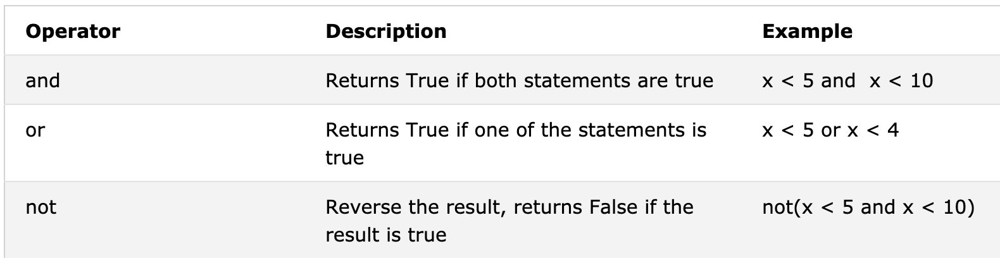 Operator Description Example
and Returns True if both statements are true x < 5 and  x < 10
or Returns True if one of the statements is x < 5 or x < 4
true
not Reverse the result, returns False if the not(x < 5 and x < 10)
result is true